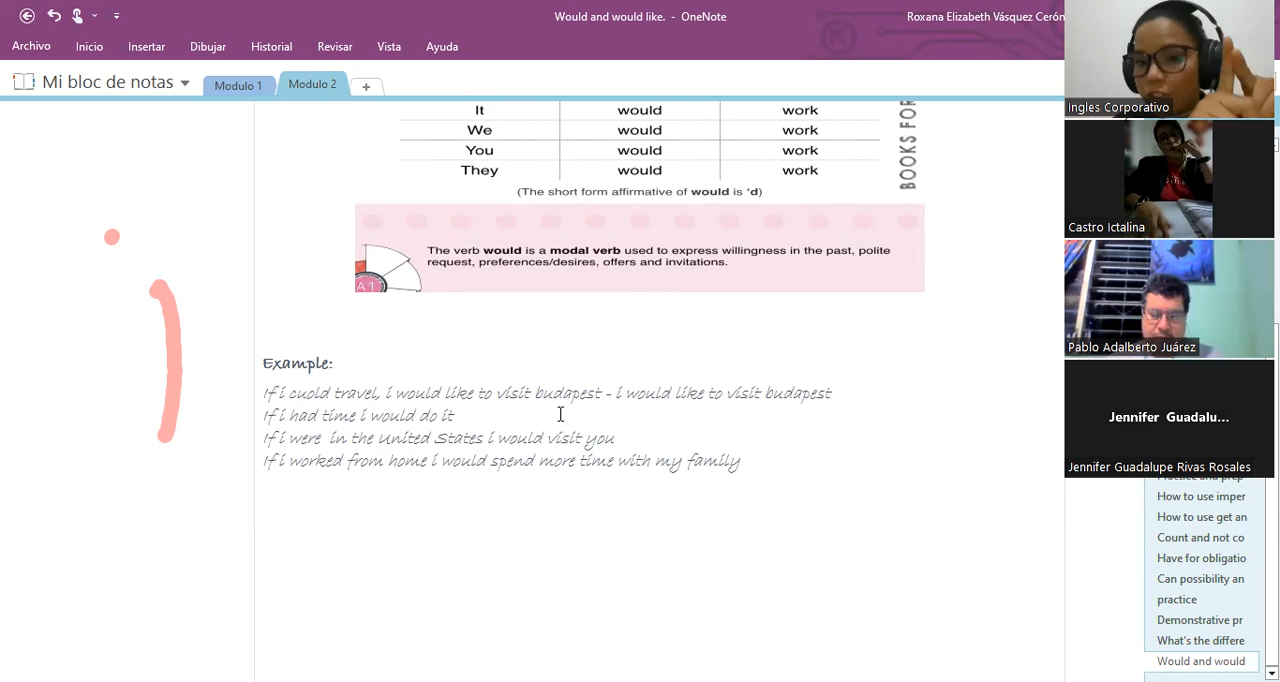 Would and would like. - OneNote
Roxana Elizabeth Vásquez Cerón
Archivo Inicio Insertar Dibujar Historial Revisar Vista Ayuda
Mi bloc de notas Modulo 1 Modulo 2 +
It would work
We would work
You would work
They would work
BOOKS FOR
(The short form affirmative of would is 'd)
The verb would is a modal verb used to express willingness in the past, polite
request, preferences/desires, offers and invitations.
A1
Example:
If i cuold travel, i would like to visit budapest - i would like to visit budapest
If i had time i would do it
If i were in the United States i would visit you
If i worked from home i would spend more time with my family
Ingles Corporativo
Castro Ictalina
Pablo Adalberto Juárez
Jennifer Guadalu...
Jennifer Guadalupe Rivas Rosales
Practice and prep
How to use imper
How to use get an
Count and not co
Have for obligatio
Can possibility an
practice
Demonstrative pr
What's the differe
Would and would